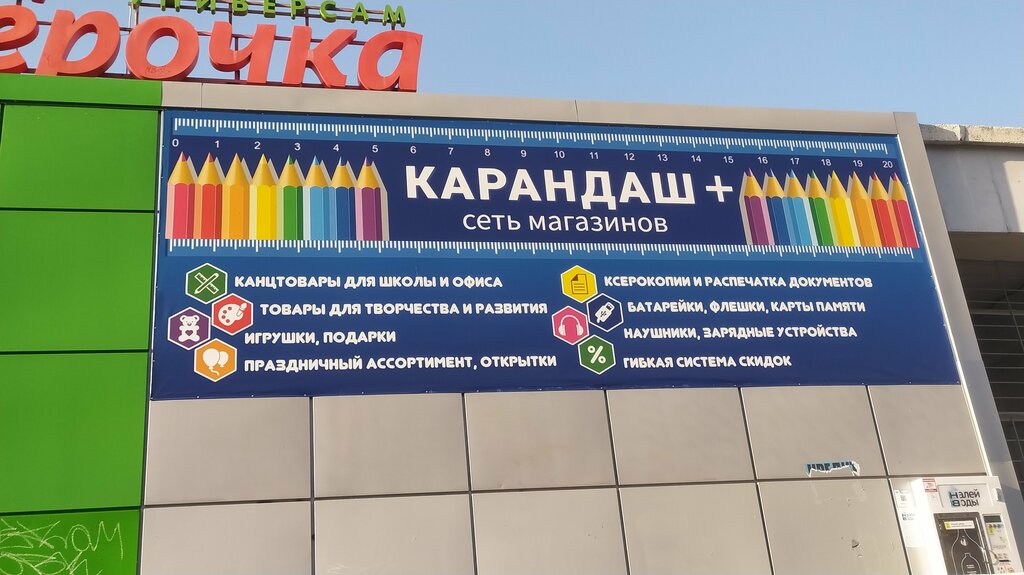 УНИВЕРСАМ
ерочка
0 1 2 3 4 5 6 7 8 9 10 11 12 13 14 15 16 17 18 19 20
КАРАНДАШ +
сеть магазинов
КАНЦТОВАРЫ ДЛЯ ШКОЛЫ И ОФИСА
ТОВАРЫ ДЛЯ ТВОРЧЕСТВА И РАЗВИТИЯ
ИГРУШКИ, ПОДАРКИ
ПРАЗДНИЧНЫЙ АССОРТИМЕНТ, ОТКРЫТКИ
КСЕРОКОПИИ И РАСПЕЧАТКА ДОКУМЕНТОВ
БАТАРЕЙКИ, ФЛЕШКИ, КАРТЫ ПАМЯТИ
НАУШНИКИ, ЗАРЯДНЫЕ УСТРОЙСТВА
%
ГИБКАЯ СИСТЕМА СКИДОК
Налей
Воды